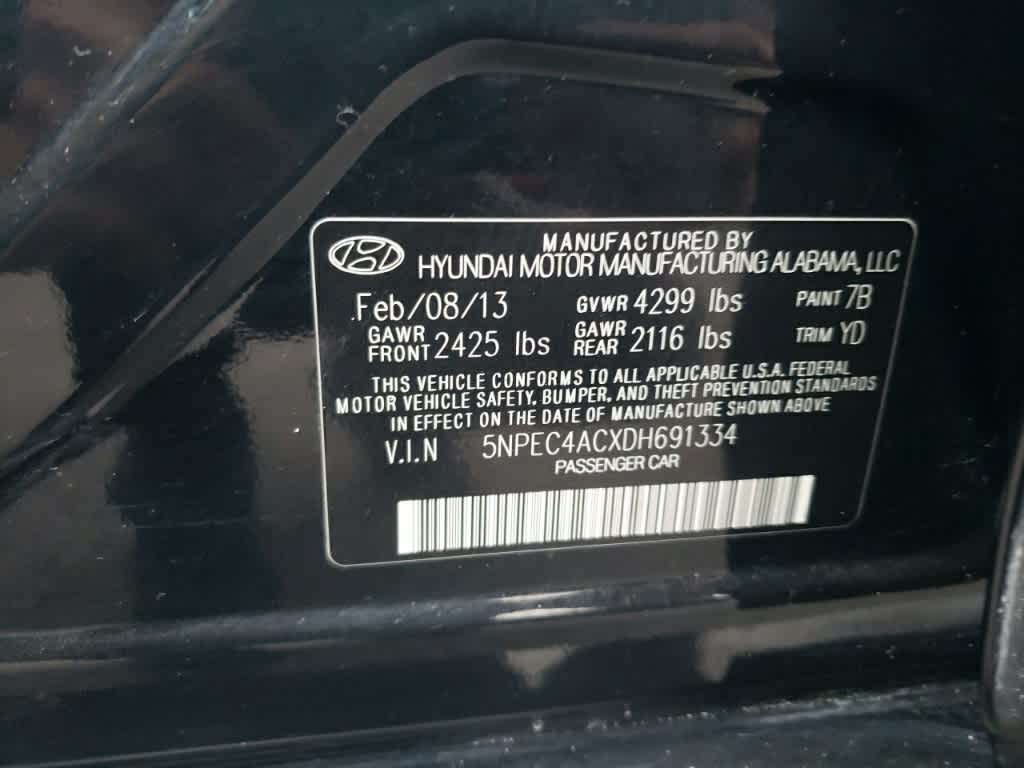 MANUFACTURED BY
HYUNDAI MOTOR MANUFACTURING ALABAMA, LLC
Feb/08/13 GVWR 4299 lbs PAINT 7B
GAWR FRONT 2425 lbs GAWR REAR 2116 lbs TRIM YD
THIS VEHICLE CONFORMS TO ALL APPLICABLE U.S.A. FEDERAL
MOTOR VEHICLE SAFETY, BUMPER, AND THEFT PREVENTION STANDARDS
IN EFFECT ON THE DATE OF MANUFACTURE SHOWN ABOVE
V.I.N 5NPEC4ACXDH691334
PASSENGER CAR